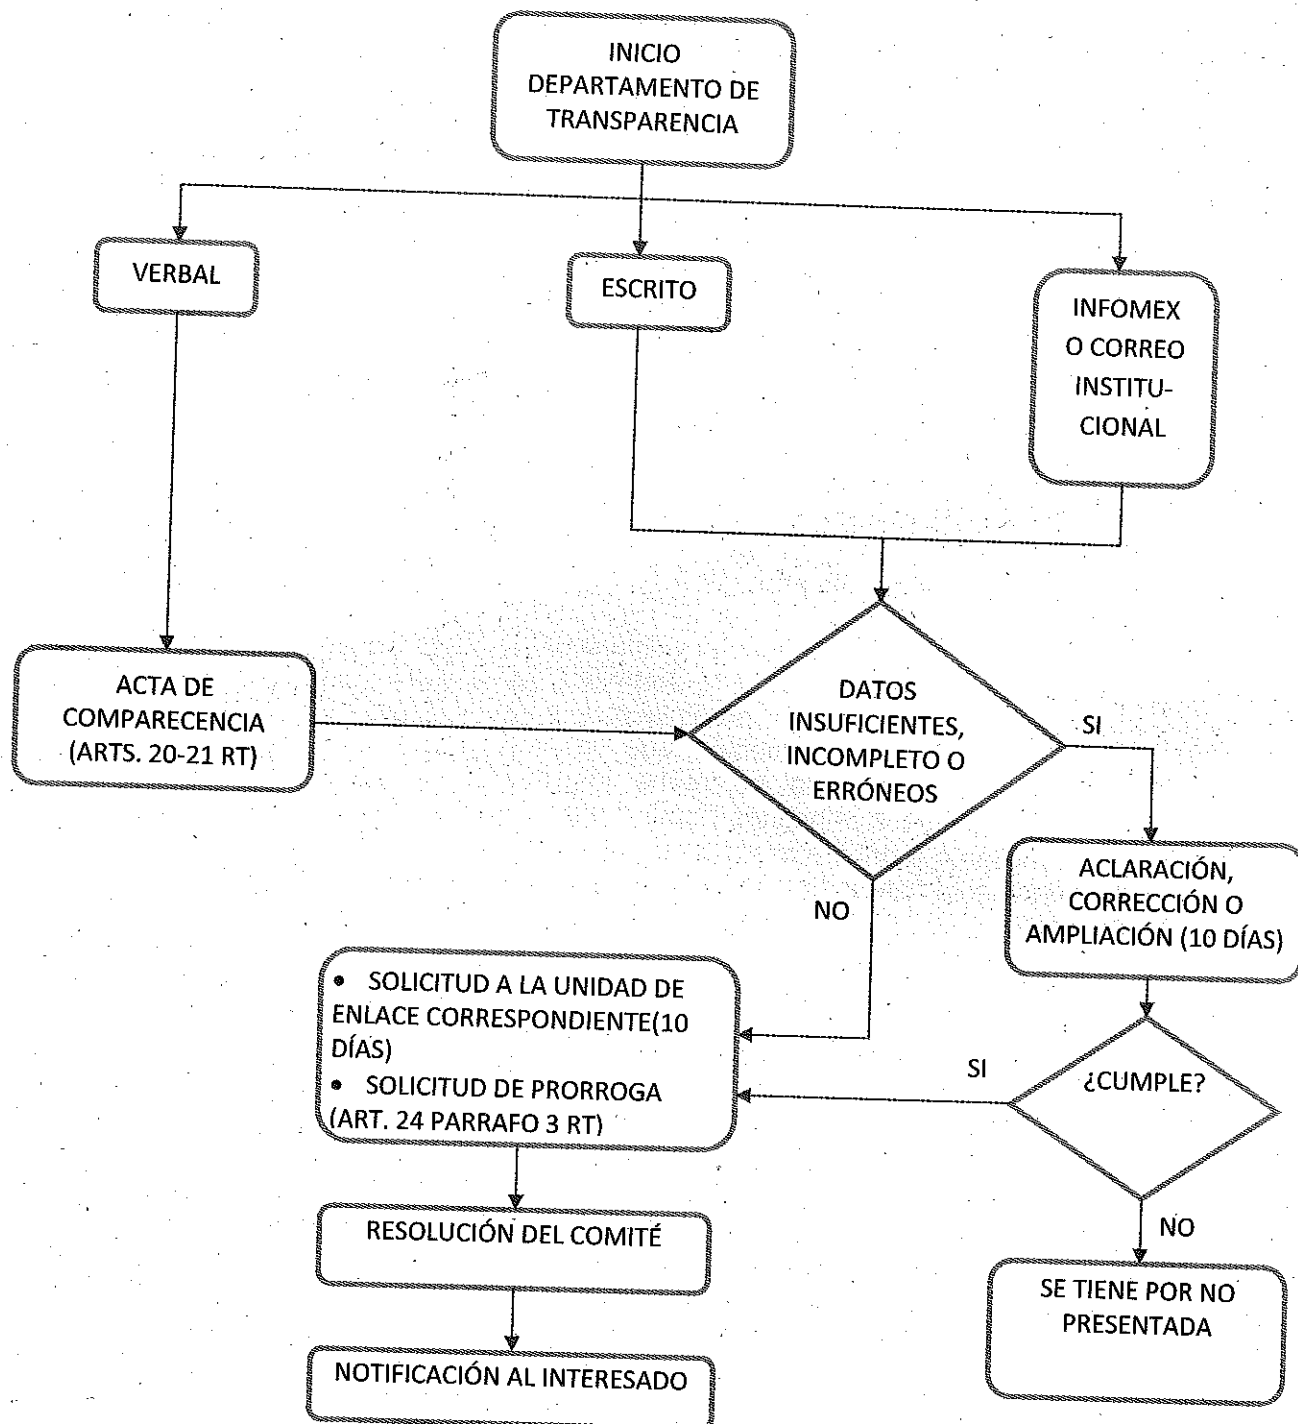 INICIO
DEPARTAMENTO DE
TRANSPARENCIA
VERBAL
ESCRITO
INFOMEX
O CORREO
INSTITU-
CIONAL
ACTA DE
COMPARECENCIA
(ARTS. 20-21 RT)
DATOS
INSUFICIENTES,
INCOMPLETO O
ERRÓNEOS
SI
NO
ACLARACIÓN,
CORRECCIÓN O
AMPLIACIÓN (10 DÍAS)
• SOLICITUD A LA UNIDAD DE
ENLACE CORRESPONDIENTE(10
DÍAS)
• SOLICITUD DE PRORROGA
(ART. 24 PARRAFO 3 RT)
SI
¿CUMPLE?
NO
RESOLUCIÓN DEL COMITÉ
SE TIENE POR NO
PRESENTADA
NOTIFICACIÓN AL INTERESADO